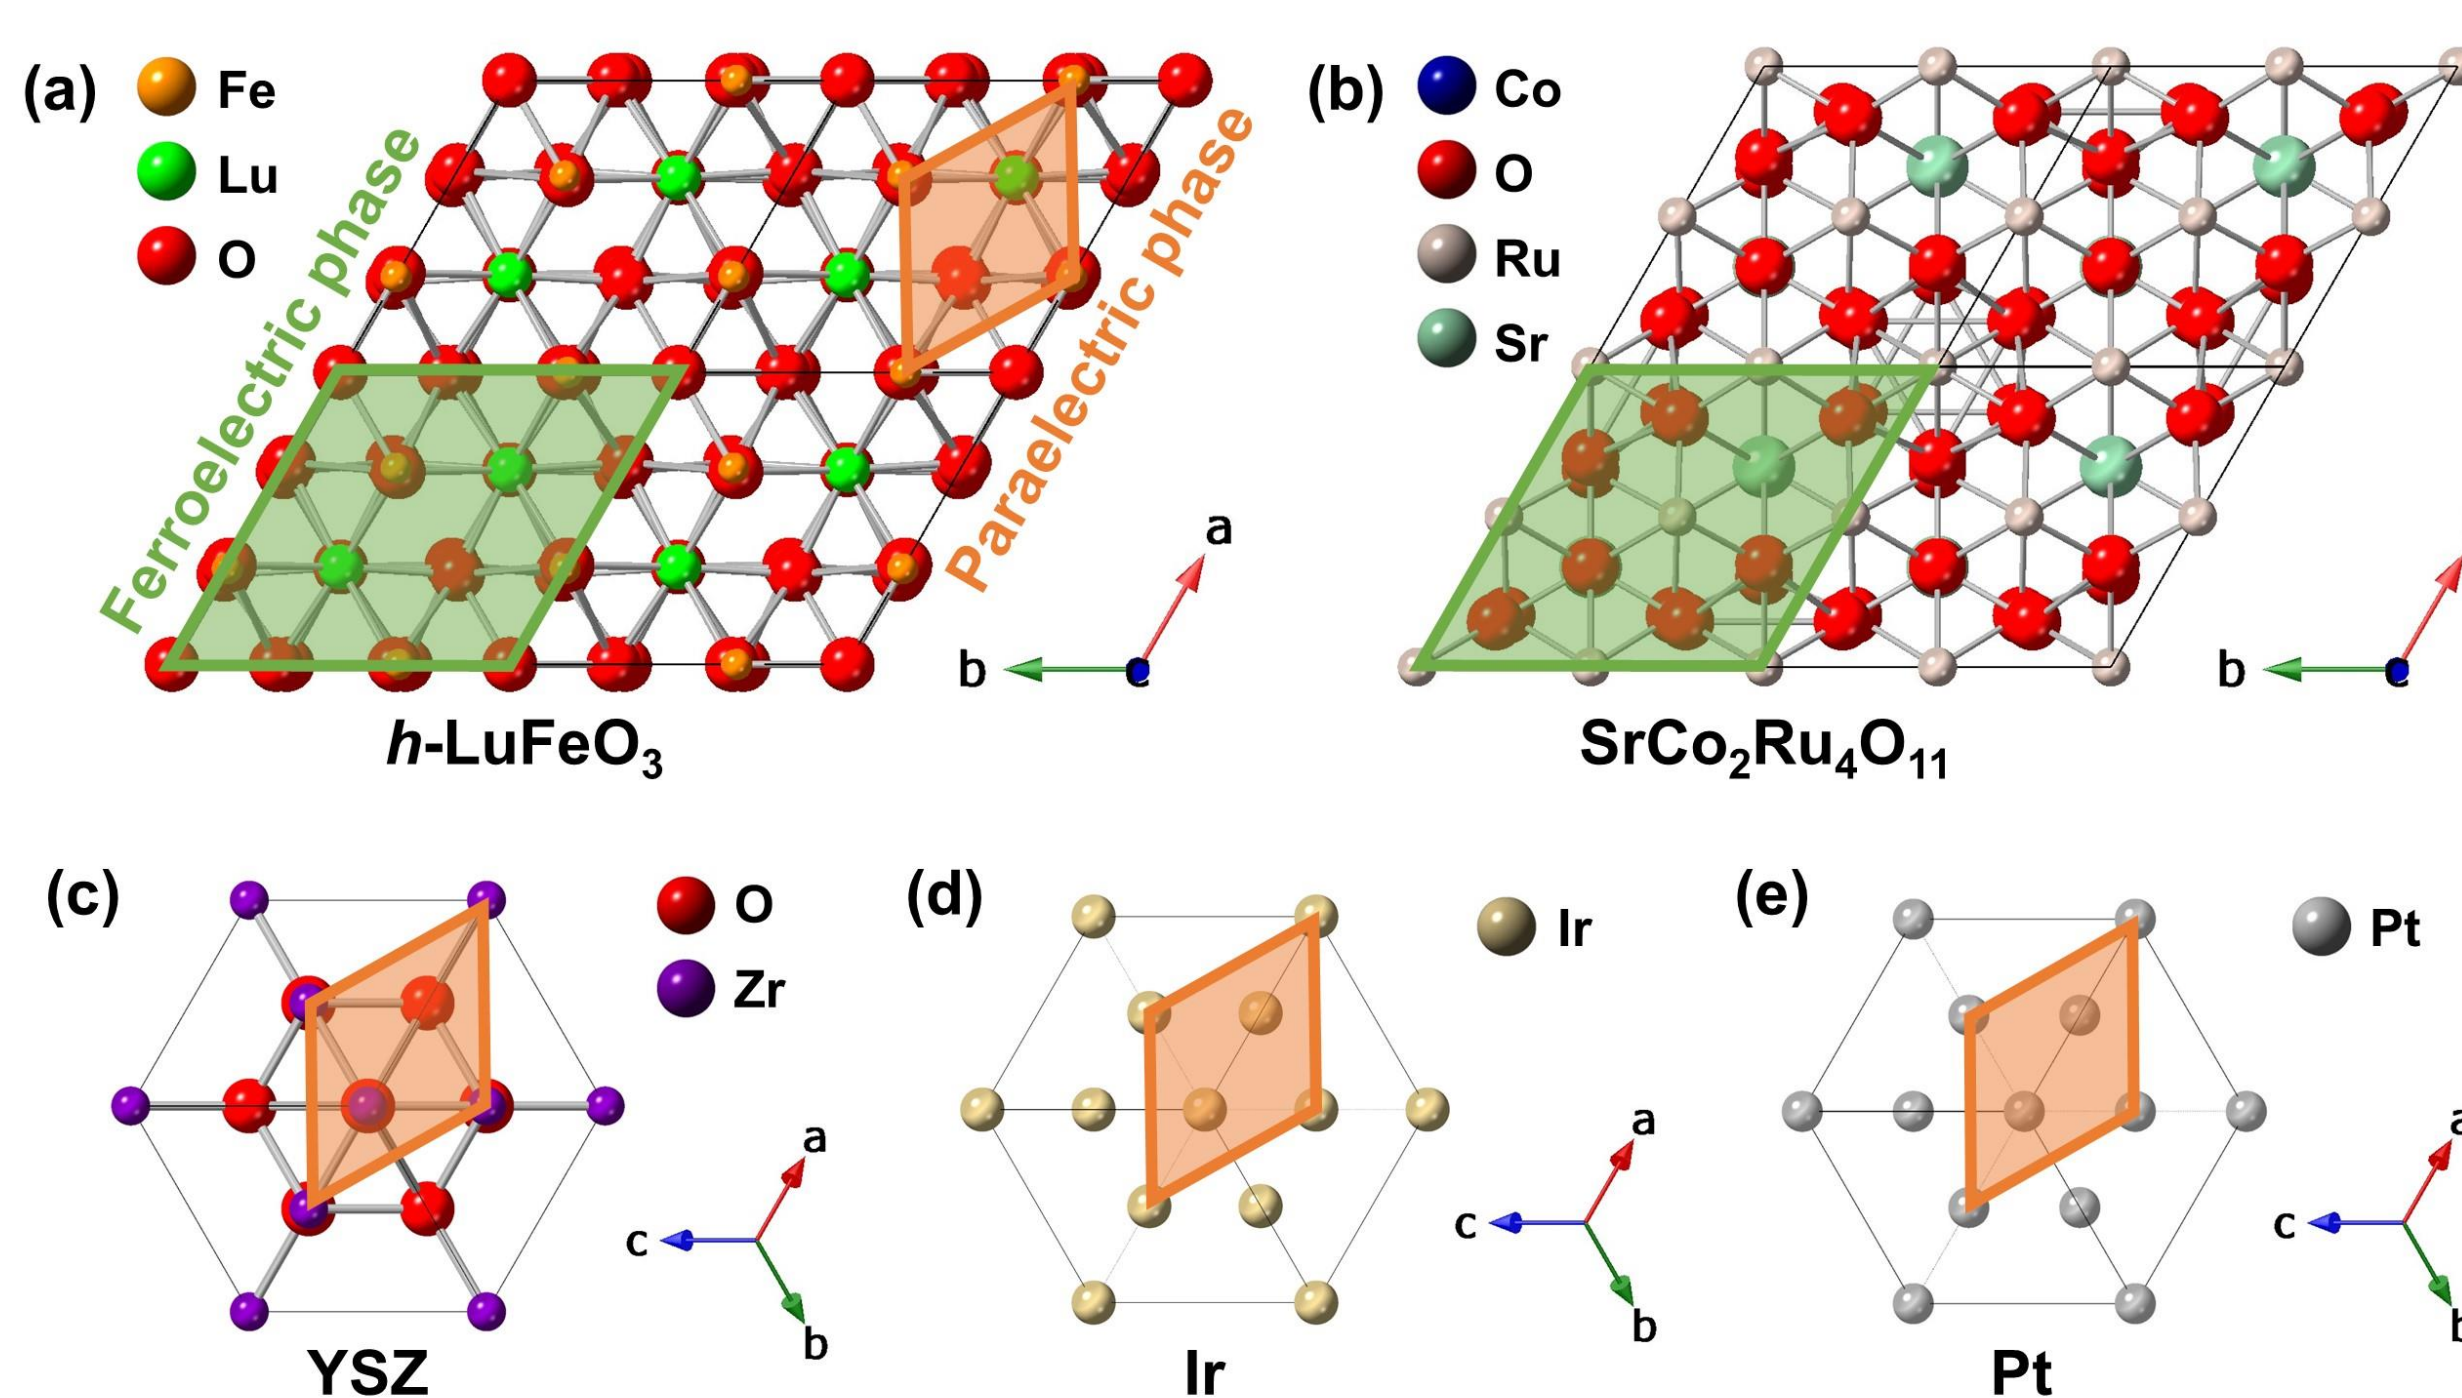 (a)
Fe
Lu
O
Ferroelectric phase
Paraelectric phase
a
b
c
h-LuFeO₃
(b)
Co
O
Ru
Sr
b
c
SrCo₂Ru₄O₁₁
(c)
O
Zr
a
c
b
YSZ
(d)
Ir
a
c
b
Ir
(e)
Pt
a
c
b
Pt